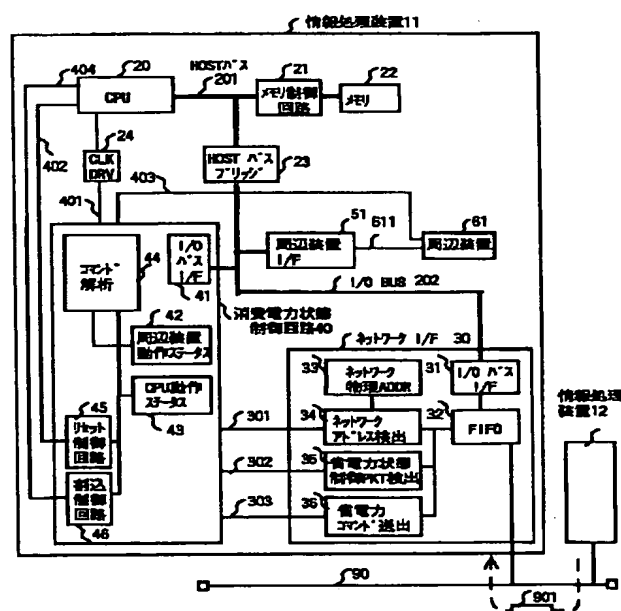 情報処理装置11
404
20
CPU
HOSTバス
201
21
メモリ制御
回路
22
メモリ
24
CLK
DRV
402
401
403
HOST バス
ブリッジ
23
51
周辺装置
I/F
611
61
周辺装置
44
コマンド
解析
I/O
バス
I/F
41
I/O BUS 202
消費電力状態
制御回路40
42
周辺装置
動作ステータス
CPU動作
ステータス
43
45
リセット
制御
回路
割込
制御
回路
46
301
302
303
ネットワーク I/F 30
33
ネットワーク
物理ADDR
31
I/O バス
I/F
34
ネットワーク
アドレス検出
32
FIFO
35
省電力状態
制御PKT検出
36
省電力
コマンド送出
情報処理
装置12
90
901